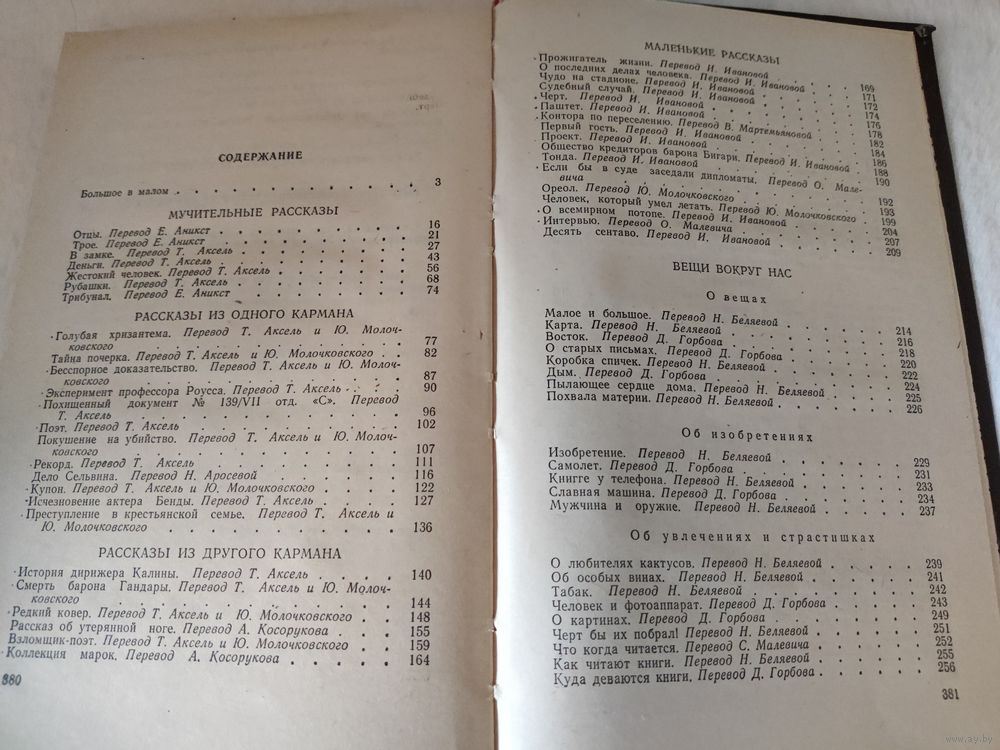 СОДЕРЖАНИЕ
Большое в малом . . . . . . . . . . . . 3
МУЧИТЕЛЬНЫЕ РАССКАЗЫ
Отцы. Перевод Е. Аникст . . . . . . . . 16
Трое. Перевод Е. Аникст . . . . . . . . 21
В замке. Перевод Т. Аксель . . . . . . . 27
Деньги. Перевод Т. Аксель . . . . . . . 43
Жестокий человек. Перевод Т. Аксель . . . . . 56
Рубашки. Перевод Т. Аксель . . . . . . . 68
Трибунал. Перевод Е. Аникст . . . . . . . 74
РАССКАЗЫ ИЗ ОДНОГО КАРМАНА
Голубая хризантема. Перевод Т. Аксель и Ю. Молоч-
ковского . . . . . . . . . . . 77
Тайна почерка. Перевод Т. Аксель и Ю. Молочковского . . 82
Бесспорное доказательство. Перевод Т. Аксель и Ю. Молоч-
ковского . . . . . . . . . . . 87
Эксперимент профессора Роусса. Перевод Т. Аксель . . . 90
Похищенный документ № 139/VII отд. «С». Перевод
Т. Аксель . . . . . . . . . . . 96
Поэт. Перевод Т. Аксель . . . . . . . . 102
Покушение на убийство. Перевод Т. Аксель и Ю. Молоч-
ковского . . . . . . . . . . . 107
Рекорд. Перевод Т. Аксель . . . . . . . 111
Дело Сельвина. Перевод Н. Аросевой . . . . . 116
Купон. Перевод Т. Аксель и Ю. Молочковского . . . . 122
Исчезновение актера Бенды. Перевод Т. Аксель . . . . 127
Преступление в крестьянской семье. Перевод Т. Аксель и
Ю. Молочковского . . . . . . . . . 136
РАССКАЗЫ ИЗ ДРУГОГО КАРМАНА
История дирижера Калины. Перевод Т. Аксель . . . . 140
Смерть барона Гандары. Перевод Т. Аксель и Ю. Молоч-
ковского . . . . . . . . . . . 144
Редкий ковер. Перевод Т. Аксель и Ю. Молочковского . . . 148
Рассказ об утерянной ноге. Перевод А. Косорукова . . . 155
Взломщик-поэт. Перевод Т. Аксель и Ю. Молочковского . . 159
Коллекция марок. Перевод А. Косорукова . . . . . 164
380
МАЛЕНЬКИЕ РАССКАЗЫ
Прожигатель жизни. Перевод И. Ивановой . . . . 169
О последних делах человека. Перевод И. Ивановой . . . 171
Чудо на стадионе. Перевод И. Ивановой . . . . . 172
Судебный случай. Перевод И. Ивановой . . . . . 174
Черт. Перевод И. Ивановой . . . . . . . 176
Паштет. Перевод И. Ивановой . . . . . . . 178
Контора по переселению. Перевод В. Мартемьяновой . . . 182
Первый гость. Перевод И. Ивановой . . . . . . 184
Проект. Перевод И. Ивановой . . . . . . . 186
Общество кредиторов барона Бигари. Перевод И. Ивановой . 188
Тонда. Перевод И. Ивановой . . . . . . . 190
Если бы в суде заседали дипломаты. Перевод О. Мале-
вича . . . . . . . . . . . . 192
Ореол. Перевод Ю. Молочковского . . . . . . 193
Человек, который умел летать. Перевод Ю. Молочковского . 199
О всемирном потопе. Перевод И. Ивановой . . . . 204
Интервью. Перевод О. Малевича . . . . . . 207
Десять сентаво. Перевод И. Ивановой . . . . . 209
ВЕЩИ ВОКРУГ НАС
О вещах
Малое и большое. Перевод Н. Беляевой . . . . . 214
Карта. Перевод Н. Беляевой . . . . . . . 216
Восток. Перевод Д. Горбова . . . . . . . 218
О старых письмах. Перевод Д. Горбова . . . . . 220
Коробка спичек. Перевод Н. Беляевой . . . . . 222
Дым. Перевод Д. Горбова . . . . . . . . 224
Пылающее сердце дома. Перевод Н. Беляевой . . . . 225
Похвала материи. Перевод Н. Беляевой . . . . . 226
Об изобретениях
Изобретение. Перевод Н. Беляевой . . . . . . 229
Самолет. Перевод Д. Горбова . . . . . . . 231
Книгге у телефона. Перевод Н. Беляевой . . . . . 233
Славная машина. Перевод Д. Горбова . . . . . 234
Мужчина и оружие. Перевод Н. Беляевой . . . . 237
Об увлечениях и страстишках
О любителях кактусов. Перевод Н. Беляевой . . . . 239
Об особых винах. Перевод Н. Беляевой . . . . . 241
Табак. Перевод Н. Беляевой . . . . . . . 242
Человек и фотоаппарат. Перевод Д. Горбова . . . . 243
О картинах. Перевод Д. Горбова . . . . . . 249
Черт бы их побрал! Перевод Н. Беляевой . . . . . 251
Что когда читается. Перевод С. Малевича . . . . . 252
Как читают книги. Перевод Н. Беляевой . . . . . 255
Куда деваются книги. Перевод Д. Горбова . . . . . 256
381
www.ay.by